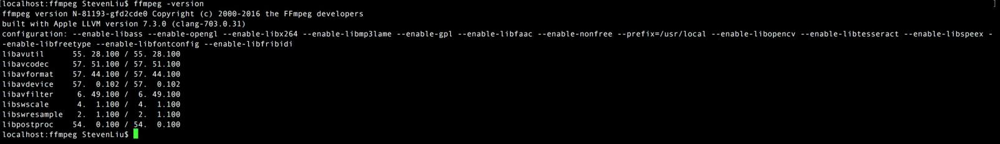 localhost:ffmpeg StevenLiu$ ffmpeg -version
ffmpeg version N-81193-gfd2cde0 Copyright (c) 2000-2016 the FFmpeg developers
built with Apple LLVM version 7.3.0 (clang-703.0.31)
configuration: --enable-libass --enable-opengl --enable-libx264 --enable-libmp3lame --enable-gpl --enable-libfaac --enable-nonfree --prefix=/usr/local --enable-libopencv --enable-libtesseract --enable-libspeex -
-enable-libfreetype --enable-libfontconfig --enable-libfribidi
libavutil      55. 28.100 / 55. 28.100
libavcodec     57. 51.100 / 57. 51.100
libavformat    57. 44.100 / 57. 44.100
libavdevice    57.  0.102 / 57.  0.102
libavfilter     6. 49.100 /  6. 49.100
libswscale      4.  1.100 /  4.  1.100
libswresample   2.  1.100 /  2.  1.100
libpostproc    54.  0.100 / 54.  0.100
localhost:ffmpeg StevenLiu$